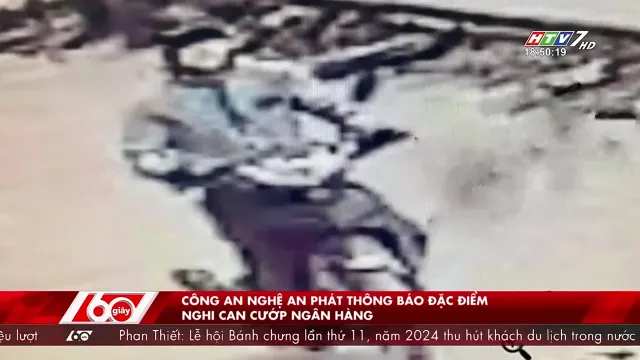 HTV7 HD
18:50:19
60 giây
CÔNG AN NGHỆ AN PHÁT THÔNG BÁO ĐẶC ĐIỂM
NGHI CAN CƯỚP NGÂN HÀNG
iệu lượt Phan Thiết: Lễ hội Bánh chưng lần thứ 11, năm 2024 thu hút khách du lịch trong nước